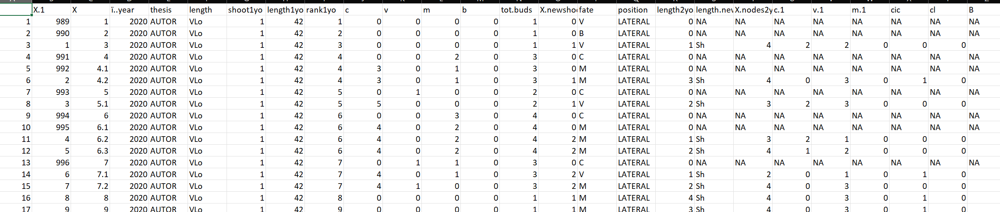 X.1 X ï..year thesis length shoot1yo length1yo rank1yo c v m b tot.buds X.newsho fate position length2yo length.new X.nodes2y c.1 v.1 m.1 cic cl B
1 989 1 2020 AUTOR VLo 1 42 1 0 0 0 0 1 0 V LATERAL 0 NA NA NA NA NA NA NA NA
2 990 2 2020 AUTOR VLo 1 42 2 0 0 0 0 1 0 B LATERAL 0 NA NA NA NA NA NA NA NA
3 1 3 2020 AUTOR VLo 1 42 3 0 0 0 0 1 1 V LATERAL 1 Sh 4 2 2 0 0 0
4 991 4 2020 AUTOR VLo 1 42 4 0 0 2 0 3 0 C LATERAL 0 NA NA NA NA NA NA NA NA
5 992 4.1 2020 AUTOR VLo 1 42 4 3 0 1 0 3 0 M LATERAL 0 NA NA NA NA NA NA NA NA
6 2 4.2 2020 AUTOR VLo 1 42 4 3 0 1 0 3 1 M LATERAL 3 Sh 4 0 3 0 1 0
7 993 5 2020 AUTOR VLo 1 42 5 0 1 0 0 2 0 C LATERAL 0 NA NA NA NA NA NA NA NA
8 3 5.1 2020 AUTOR VLo 1 42 5 5 0 0 0 2 1 V LATERAL 2 Sh 3 2 3 0 0 0
9 994 6 2020 AUTOR VLo 1 42 6 0 0 3 0 4 0 C LATERAL 0 NA NA NA NA NA NA NA NA
10 995 6.1 2020 AUTOR VLo 1 42 6 4 0 2 0 4 0 M LATERAL 0 NA NA NA NA NA NA NA NA
11 4 6.2 2020 AUTOR VLo 1 42 6 4 0 2 0 4 2 M LATERAL 1 Sh 3 2 1 0 0 0
12 5 6.3 2020 AUTOR VLo 1 42 6 4 0 2 0 4 2 M LATERAL 2 Sh 4 1 2 0 0 0
13 996 7 2020 AUTOR VLo 1 42 7 0 1 1 0 3 0 C LATERAL 0 NA NA NA NA NA NA NA NA
14 6 7.1 2020 AUTOR VLo 1 42 7 4 0 1 0 3 2 V LATERAL 1 Sh 2 0 1 0 1 0
15 7 7.2 2020 AUTOR VLo 1 42 7 4 1 0 0 3 2 M LATERAL 2 Sh 4 0 3 0 0 0
16 8 8 2020 AUTOR VLo 1 42 8 0 0 0 0 1 1 M LATERAL 4 Sh 4 0 3 0 1 0
17 9 9 2020 AUTOR VLo 1 42 9 0 0 0 0 1 1 M LATERAL 3 Sh 4 0 3 0 1 0